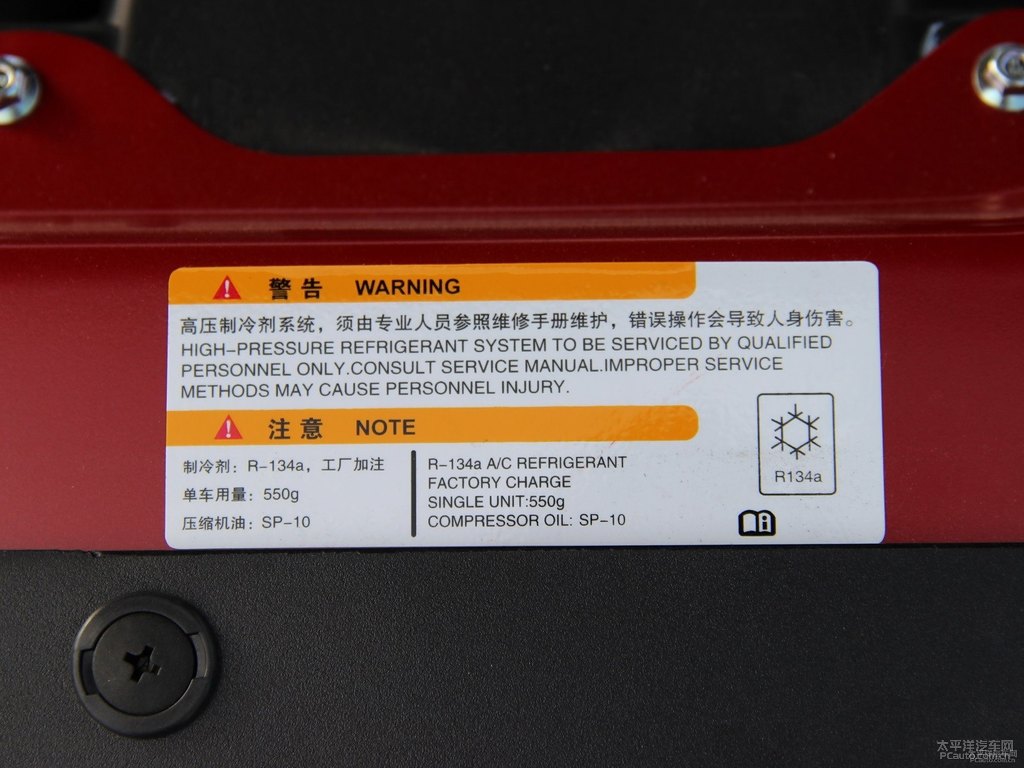 警告 WARNING
高压制冷剂系统，须由专业人员参照维修手册维护，错误操作会导致人身伤害。
HIGH-PRESSURE REFRIGERANT SYSTEM TO BE SERVICED BY QUALIFIED
PERSONNEL ONLY.CONSULT SERVICE MANUAL.IMPROPER SERVICE
METHODS MAY CAUSE PERSONNEL INJURY.
注意 NOTE
制冷剂：R-134a，工厂加注
单车用量：550g
压缩机油：SP-10
R-134a A/C REFRIGERANT
FACTORY CHARGE
SINGLE UNIT:550g
COMPRESSOR OIL: SP-10
R134a
太平洋汽车网
PCauto.com.cn